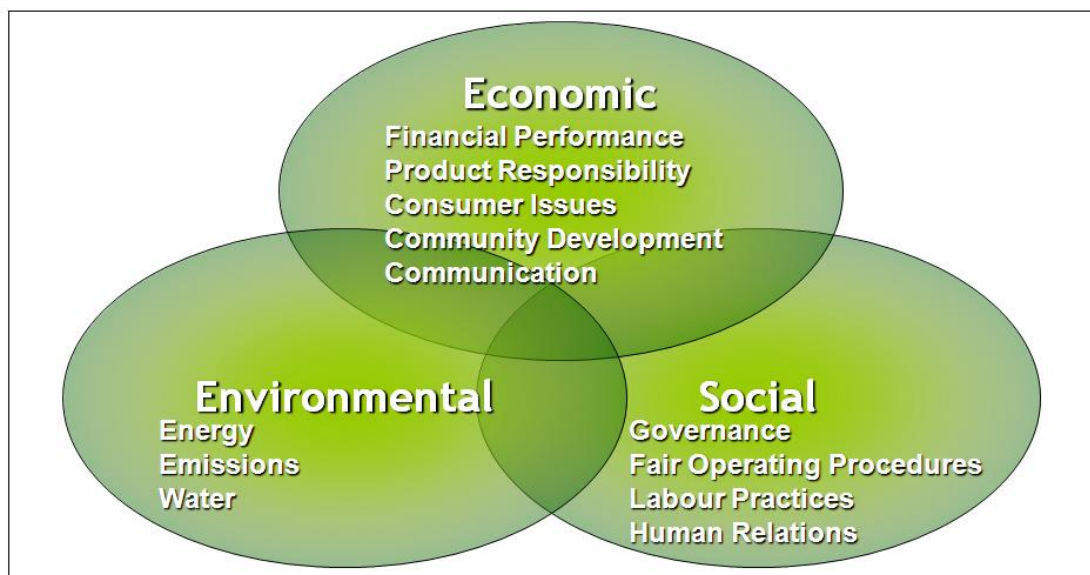 Economic
Financial Performance
Product Responsibility
Consumer Issues
Community Development
Communication
Environmental
Energy
Emissions
Water
Social
Governance
Fair Operating Procedures
Labour Practices
Human Relations